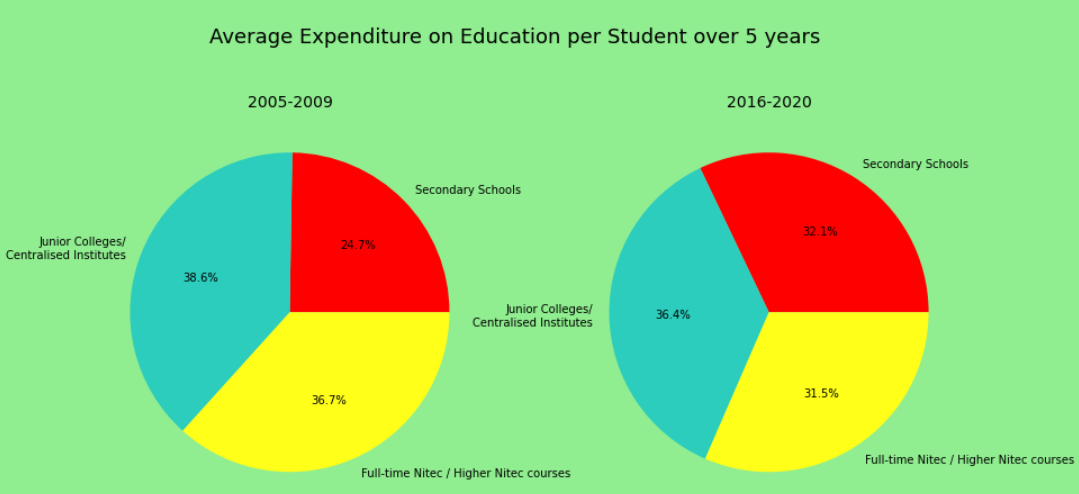 Average Expenditure on Education per Student over 5 years
2005-2009
Secondary Schools
24.7%
Junior Colleges/
Centralised Institutes
38.6%
36.7%
Full-time Nitec / Higher Nitec courses
2016-2020
Secondary Schools
32.1%
Junior Colleges/
Centralised Institutes
36.4%
31.5%
Full-time Nitec / Higher Nitec courses